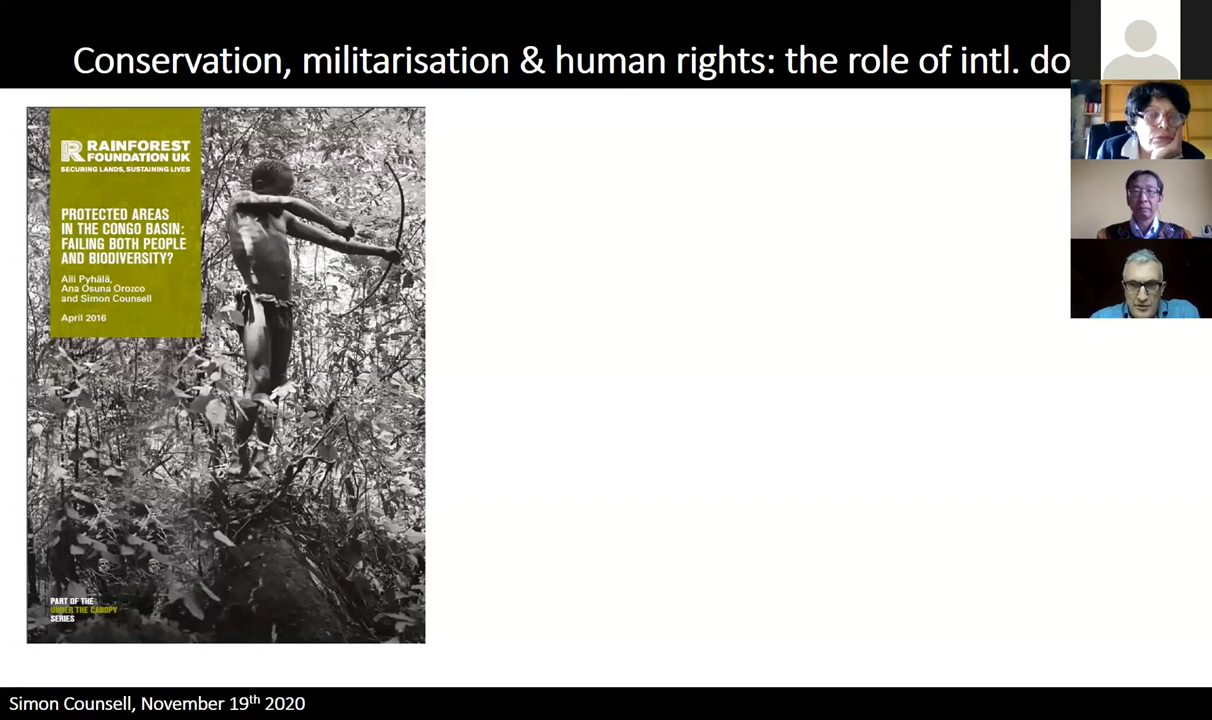 Conservation, militarisation & human rights: the role of intl. do
RAINFOREST
FOUNDATION UK
SECURING LANDS, SUSTAINING LIVES
PROTECTED AREAS
IN THE CONGO BASIN:
FAILING BOTH PEOPLE
AND BIODIVERSITY?
Aili Pyhälä,
Ana Osuna Orozco
and Simon Counsell
April 2016
PART OF THE
UNDER THE CANOPY
SERIES
Simon Counsell, November 19th 2020